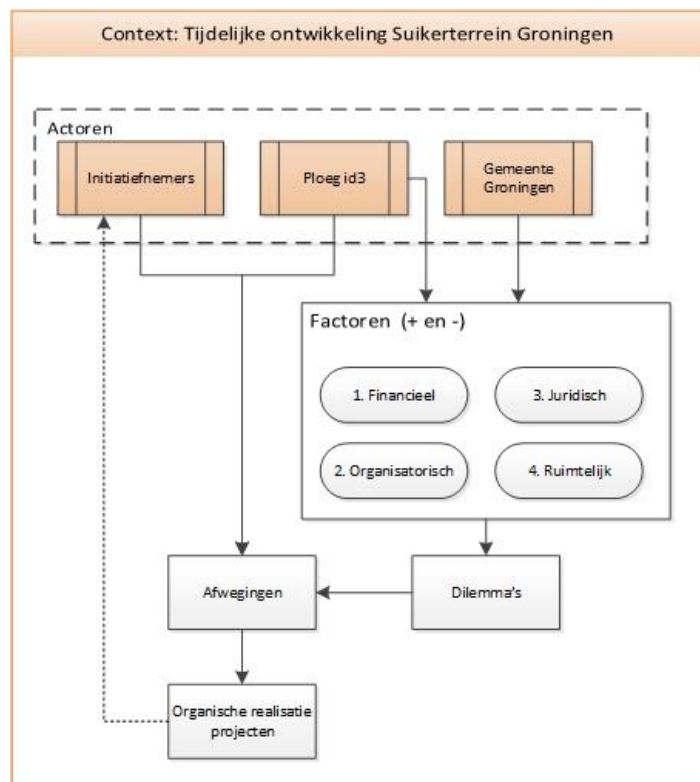 Context: Tijdelijke ontwikkeling Suikerterrein Groningen
Actoren
Initiatiefnemers
Ploeg id3
Gemeente
Groningen
Factoren (+ en -)
1. Financieel
3. Juridisch
2. Organisatorisch
4. Ruimtelijk
Afwegingen
Dilemma's
Organische realisatie
projecten